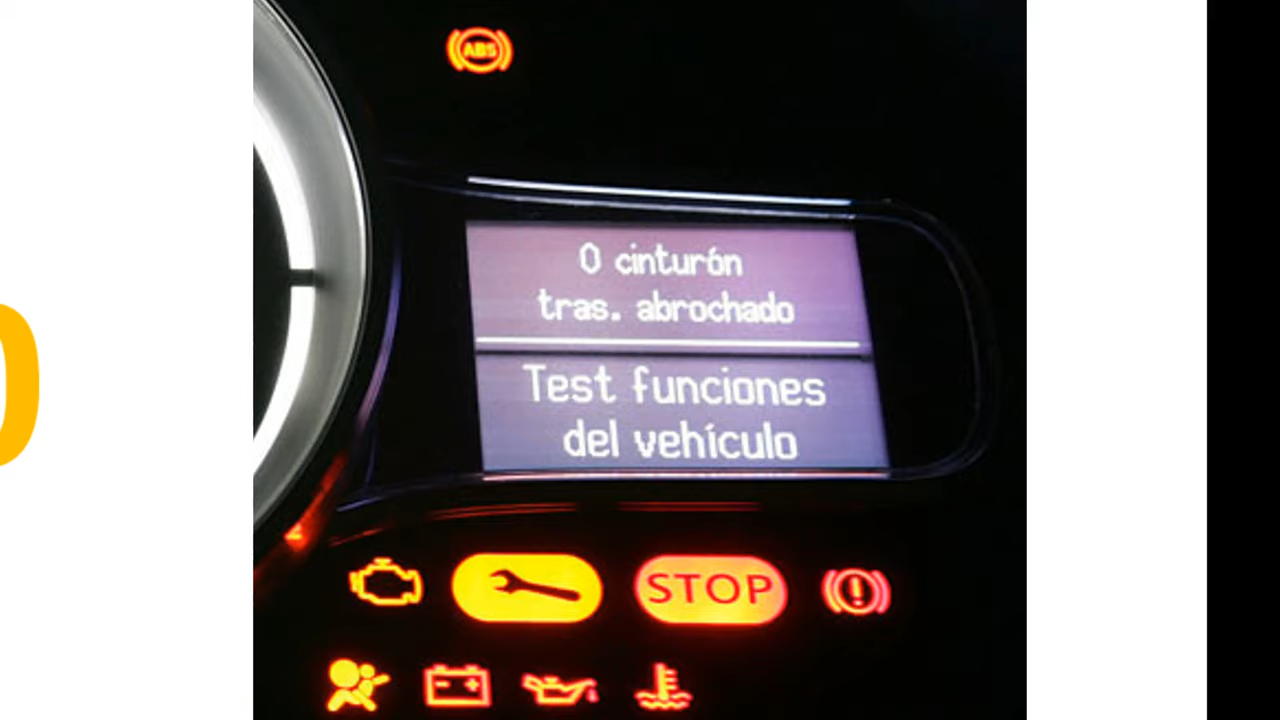 ABS
0 cinturón
tras. abrochado
Test funciones
del vehículo
STOP